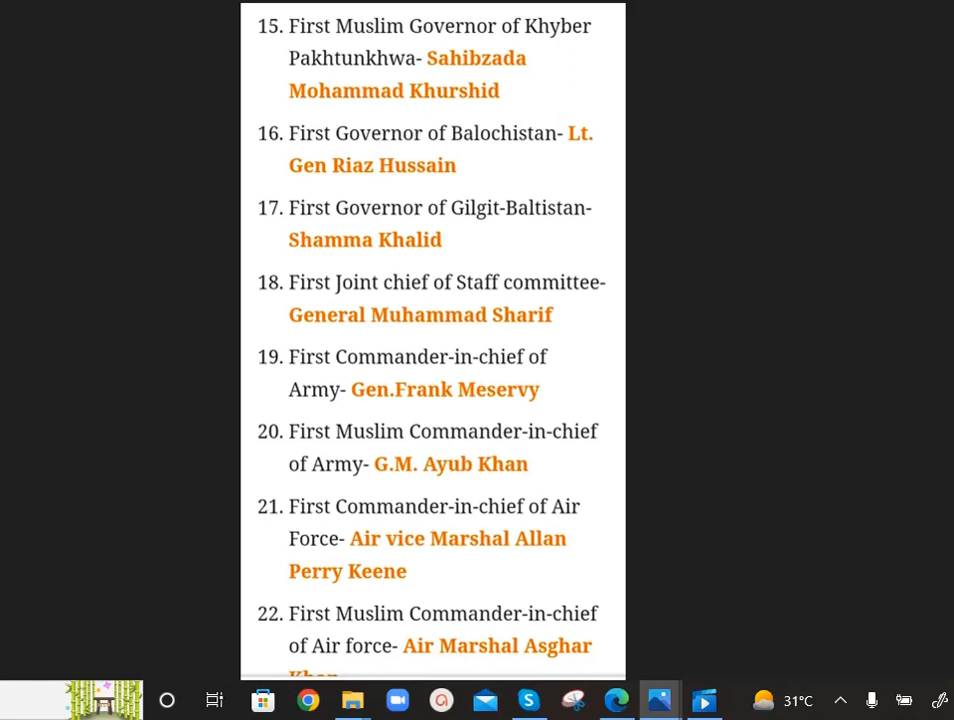 15. First Muslim Governor of Khyber
Pakhtunkhwa- Sahibzada
Mohammad Khurshid
16. First Governor of Balochistan- Lt.
Gen Riaz Hussain
17. First Governor of Gilgit-Baltistan-
Shamma Khalid
18. First Joint chief of Staff committee-
General Muhammad Sharif
19. First Commander-in-chief of
Army- Gen.Frank Meservy
20. First Muslim Commander-in-chief
of Army- G.M. Ayub Khan
21. First Commander-in-chief of Air
Force- Air vice Marshal Allan
Perry Keene
22. First Muslim Commander-in-chief
of Air force- Air Marshal Asghar
Khan
31°C